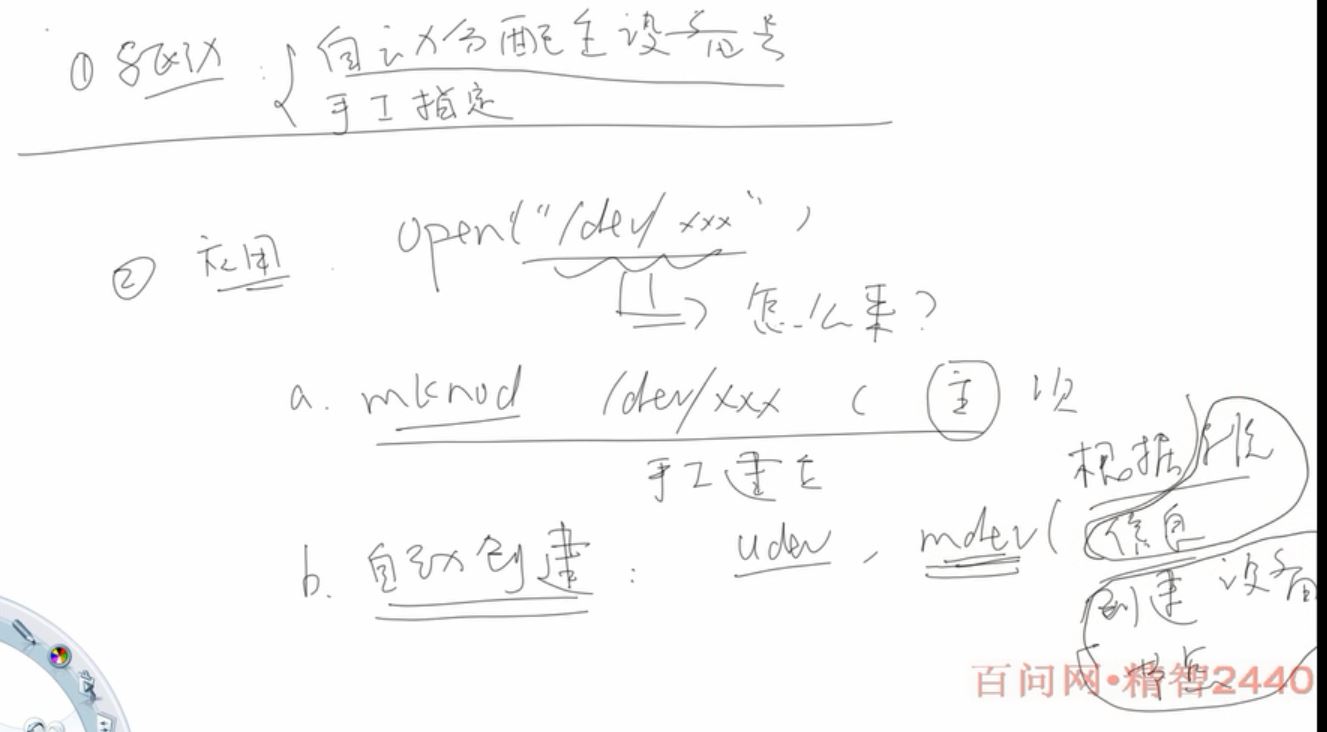 ① 驱动: { 自动分配主设备号
手工指定
② 应用. open("/dev/xxx",
怎么来?
a. mknod /dev/xxx c 主 次
手工建立
b. 自动创建: udev, mdev( 根据系统
信息
创建设备
节点
百问网•精智2440